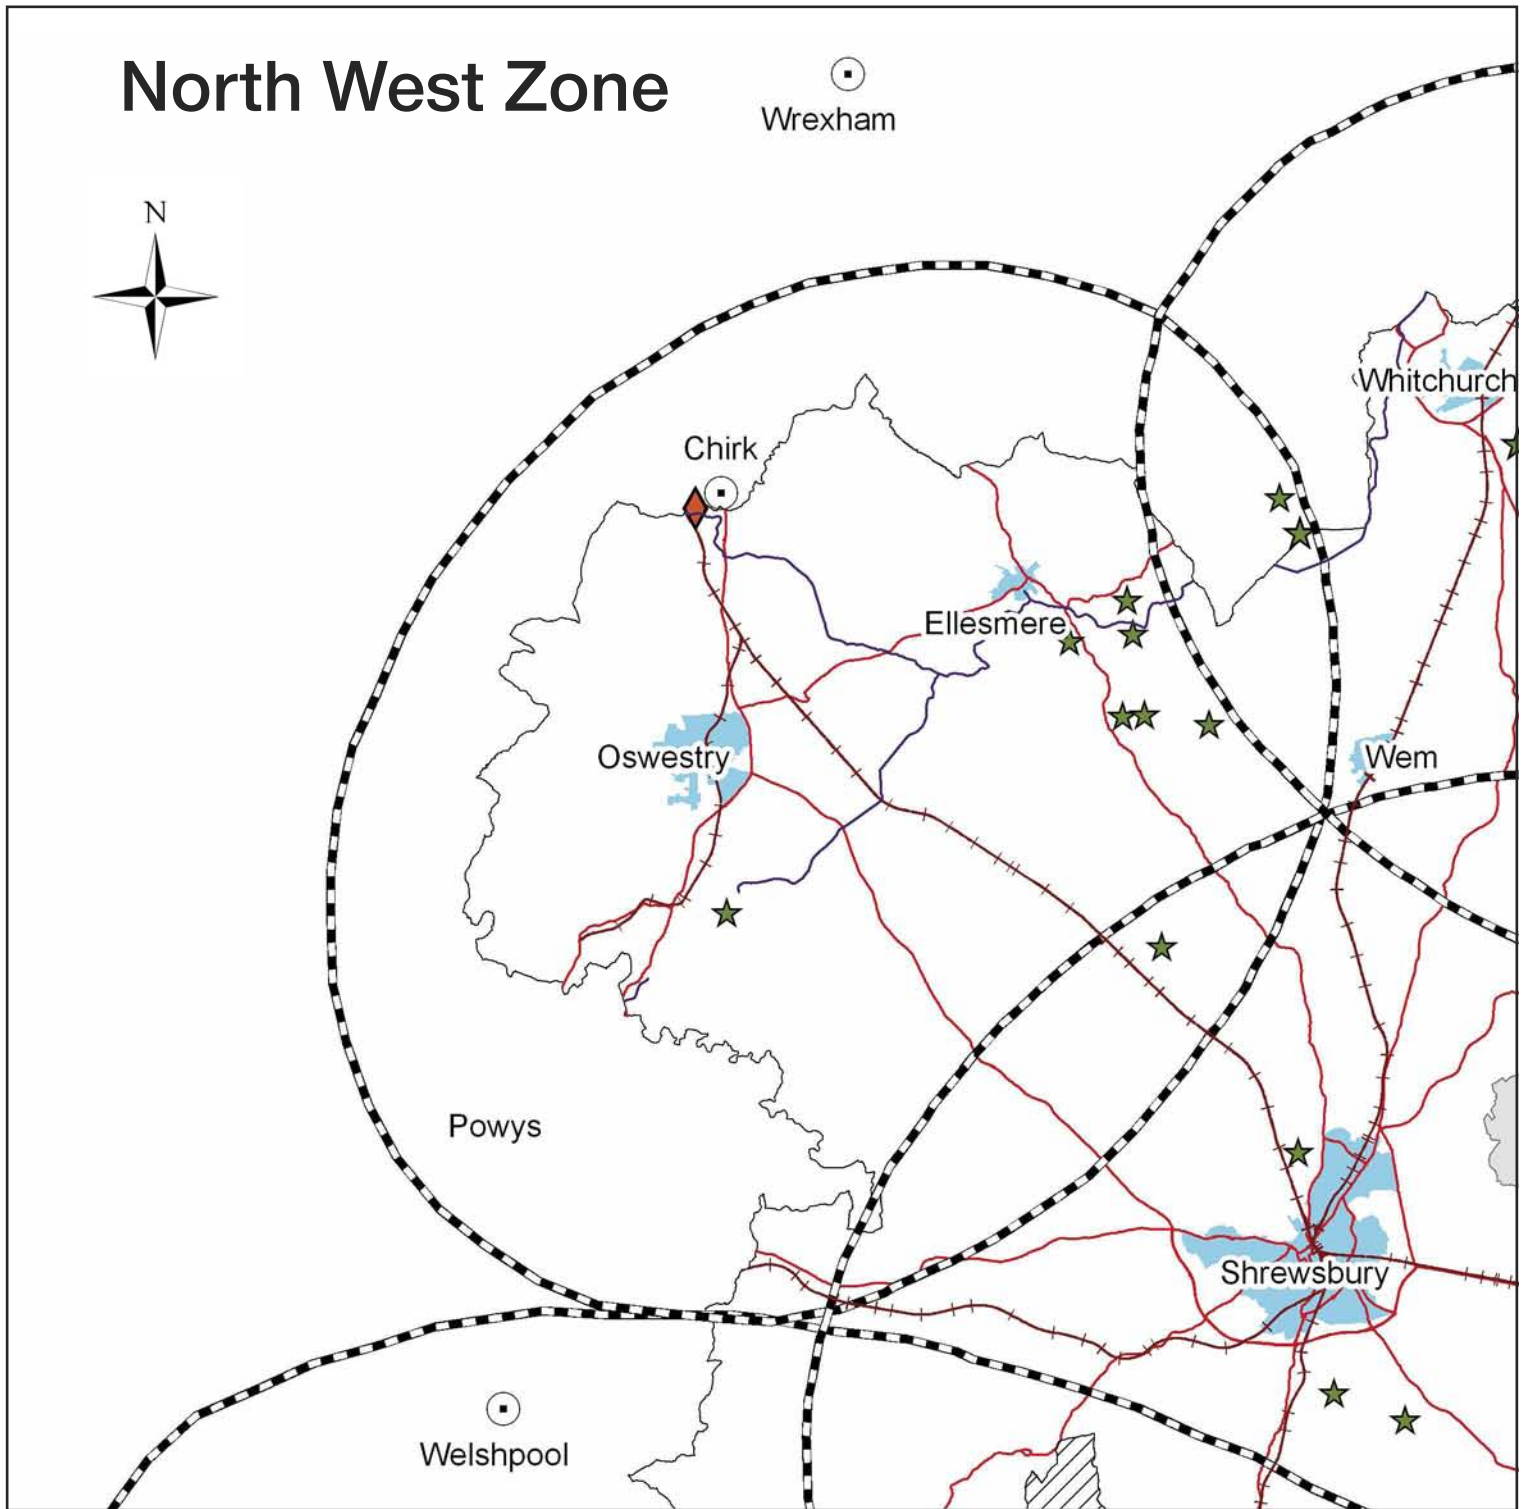 North West Zone
Wrexham
N
Whitchurch
Chirk
Ellesmere
Oswestry
Wem
Powys
Shrewsbury
Welshpool